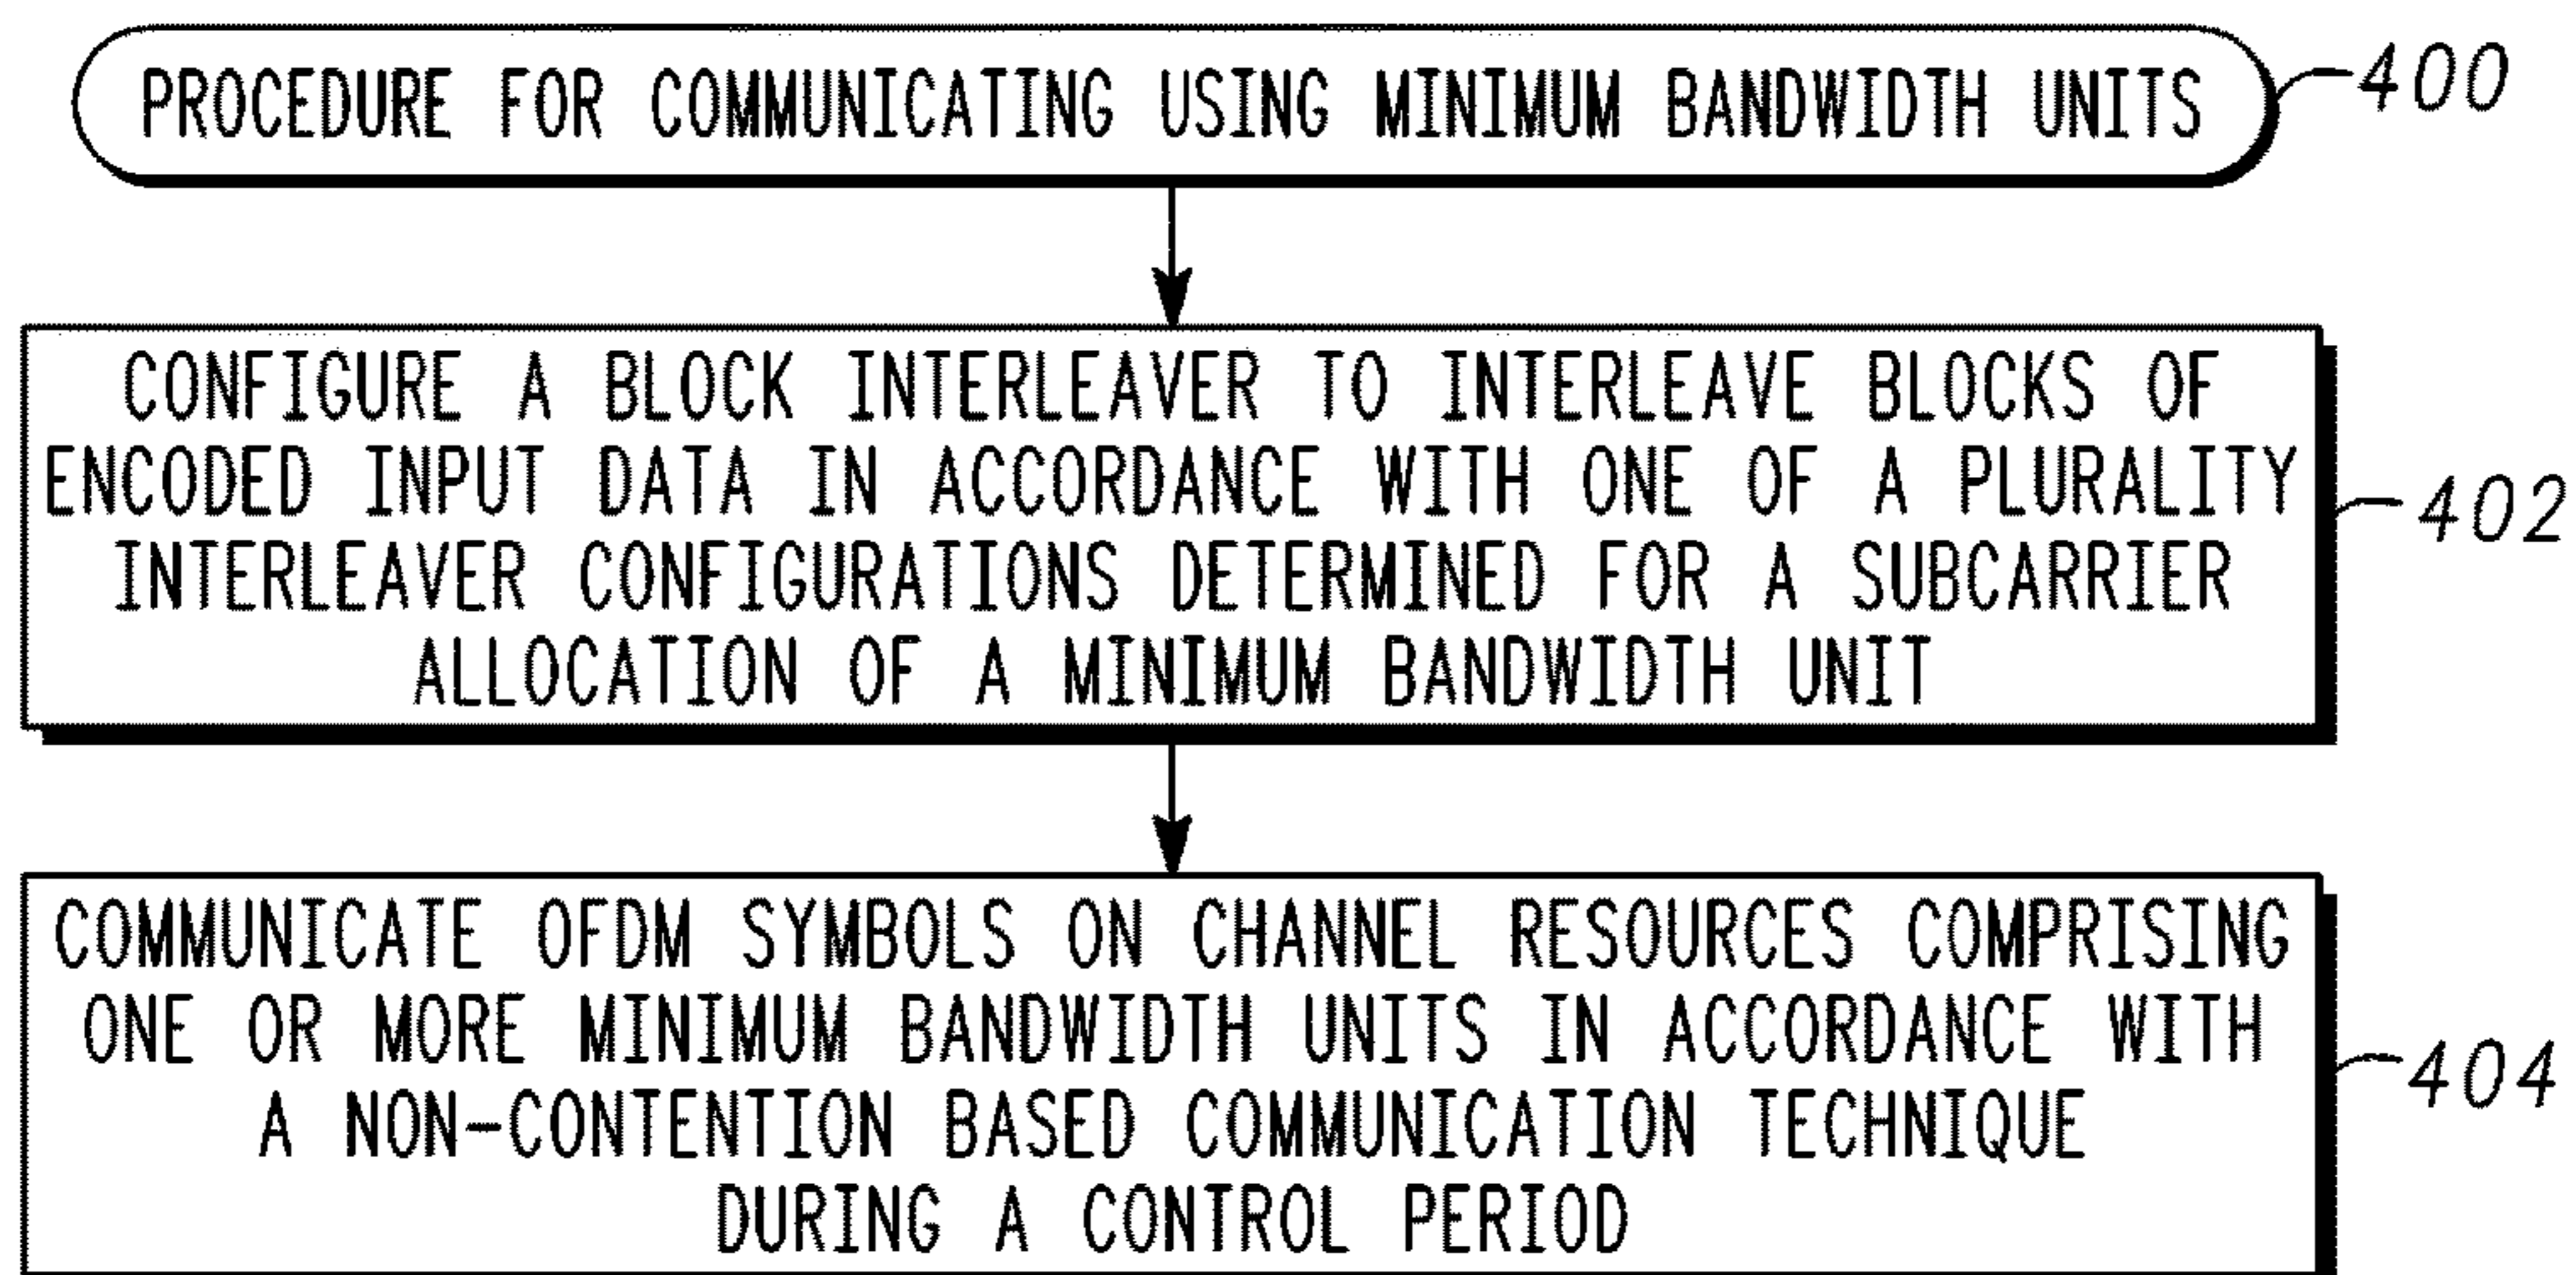 PROCEDURE FOR COMMUNICATING USING MINIMUM BANDWIDTH UNITS
400
CONFIGURE A BLOCK INTERLEAVER TO INTERLEAVE BLOCKS OF
ENCODED INPUT DATA IN ACCORDANCE WITH ONE OF A PLURALITY
INTERLEAVER CONFIGURATIONS DETERMINED FOR A SUBCARRIER
ALLOCATION OF A MINIMUM BANDWIDTH UNIT
402
COMMUNICATE OFDM SYMBOLS ON CHANNEL RESOURCES COMPRISING
ONE OR MORE MINIMUM BANDWIDTH UNITS IN ACCORDANCE WITH
A NON-CONTENTION BASED COMMUNICATION TECHNIQUE
DURING A CONTROL PERIOD
404